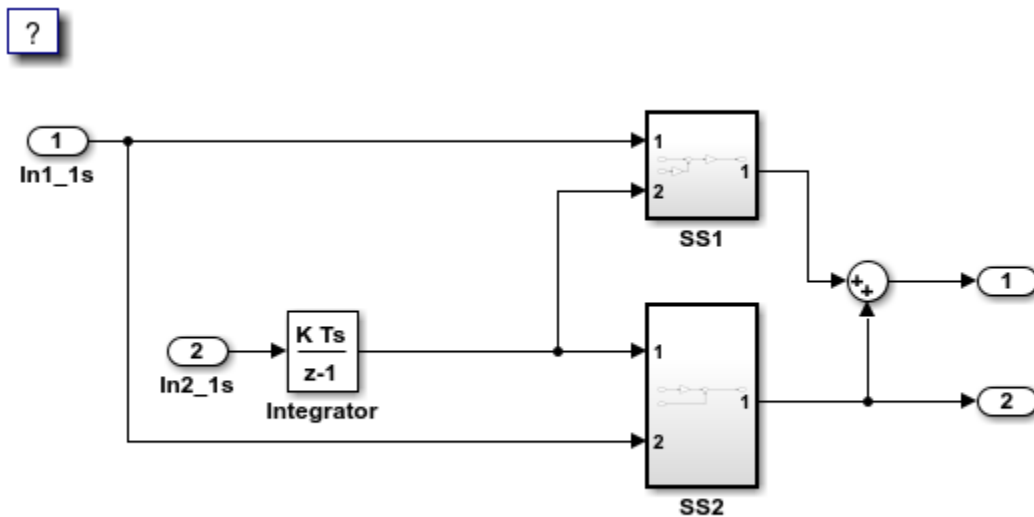 ?
1
In1_1s
1
2
1
SS1
+
+
1
2
In2_1s
K Ts
z-1
Integrator
1
2
1
SS2
2